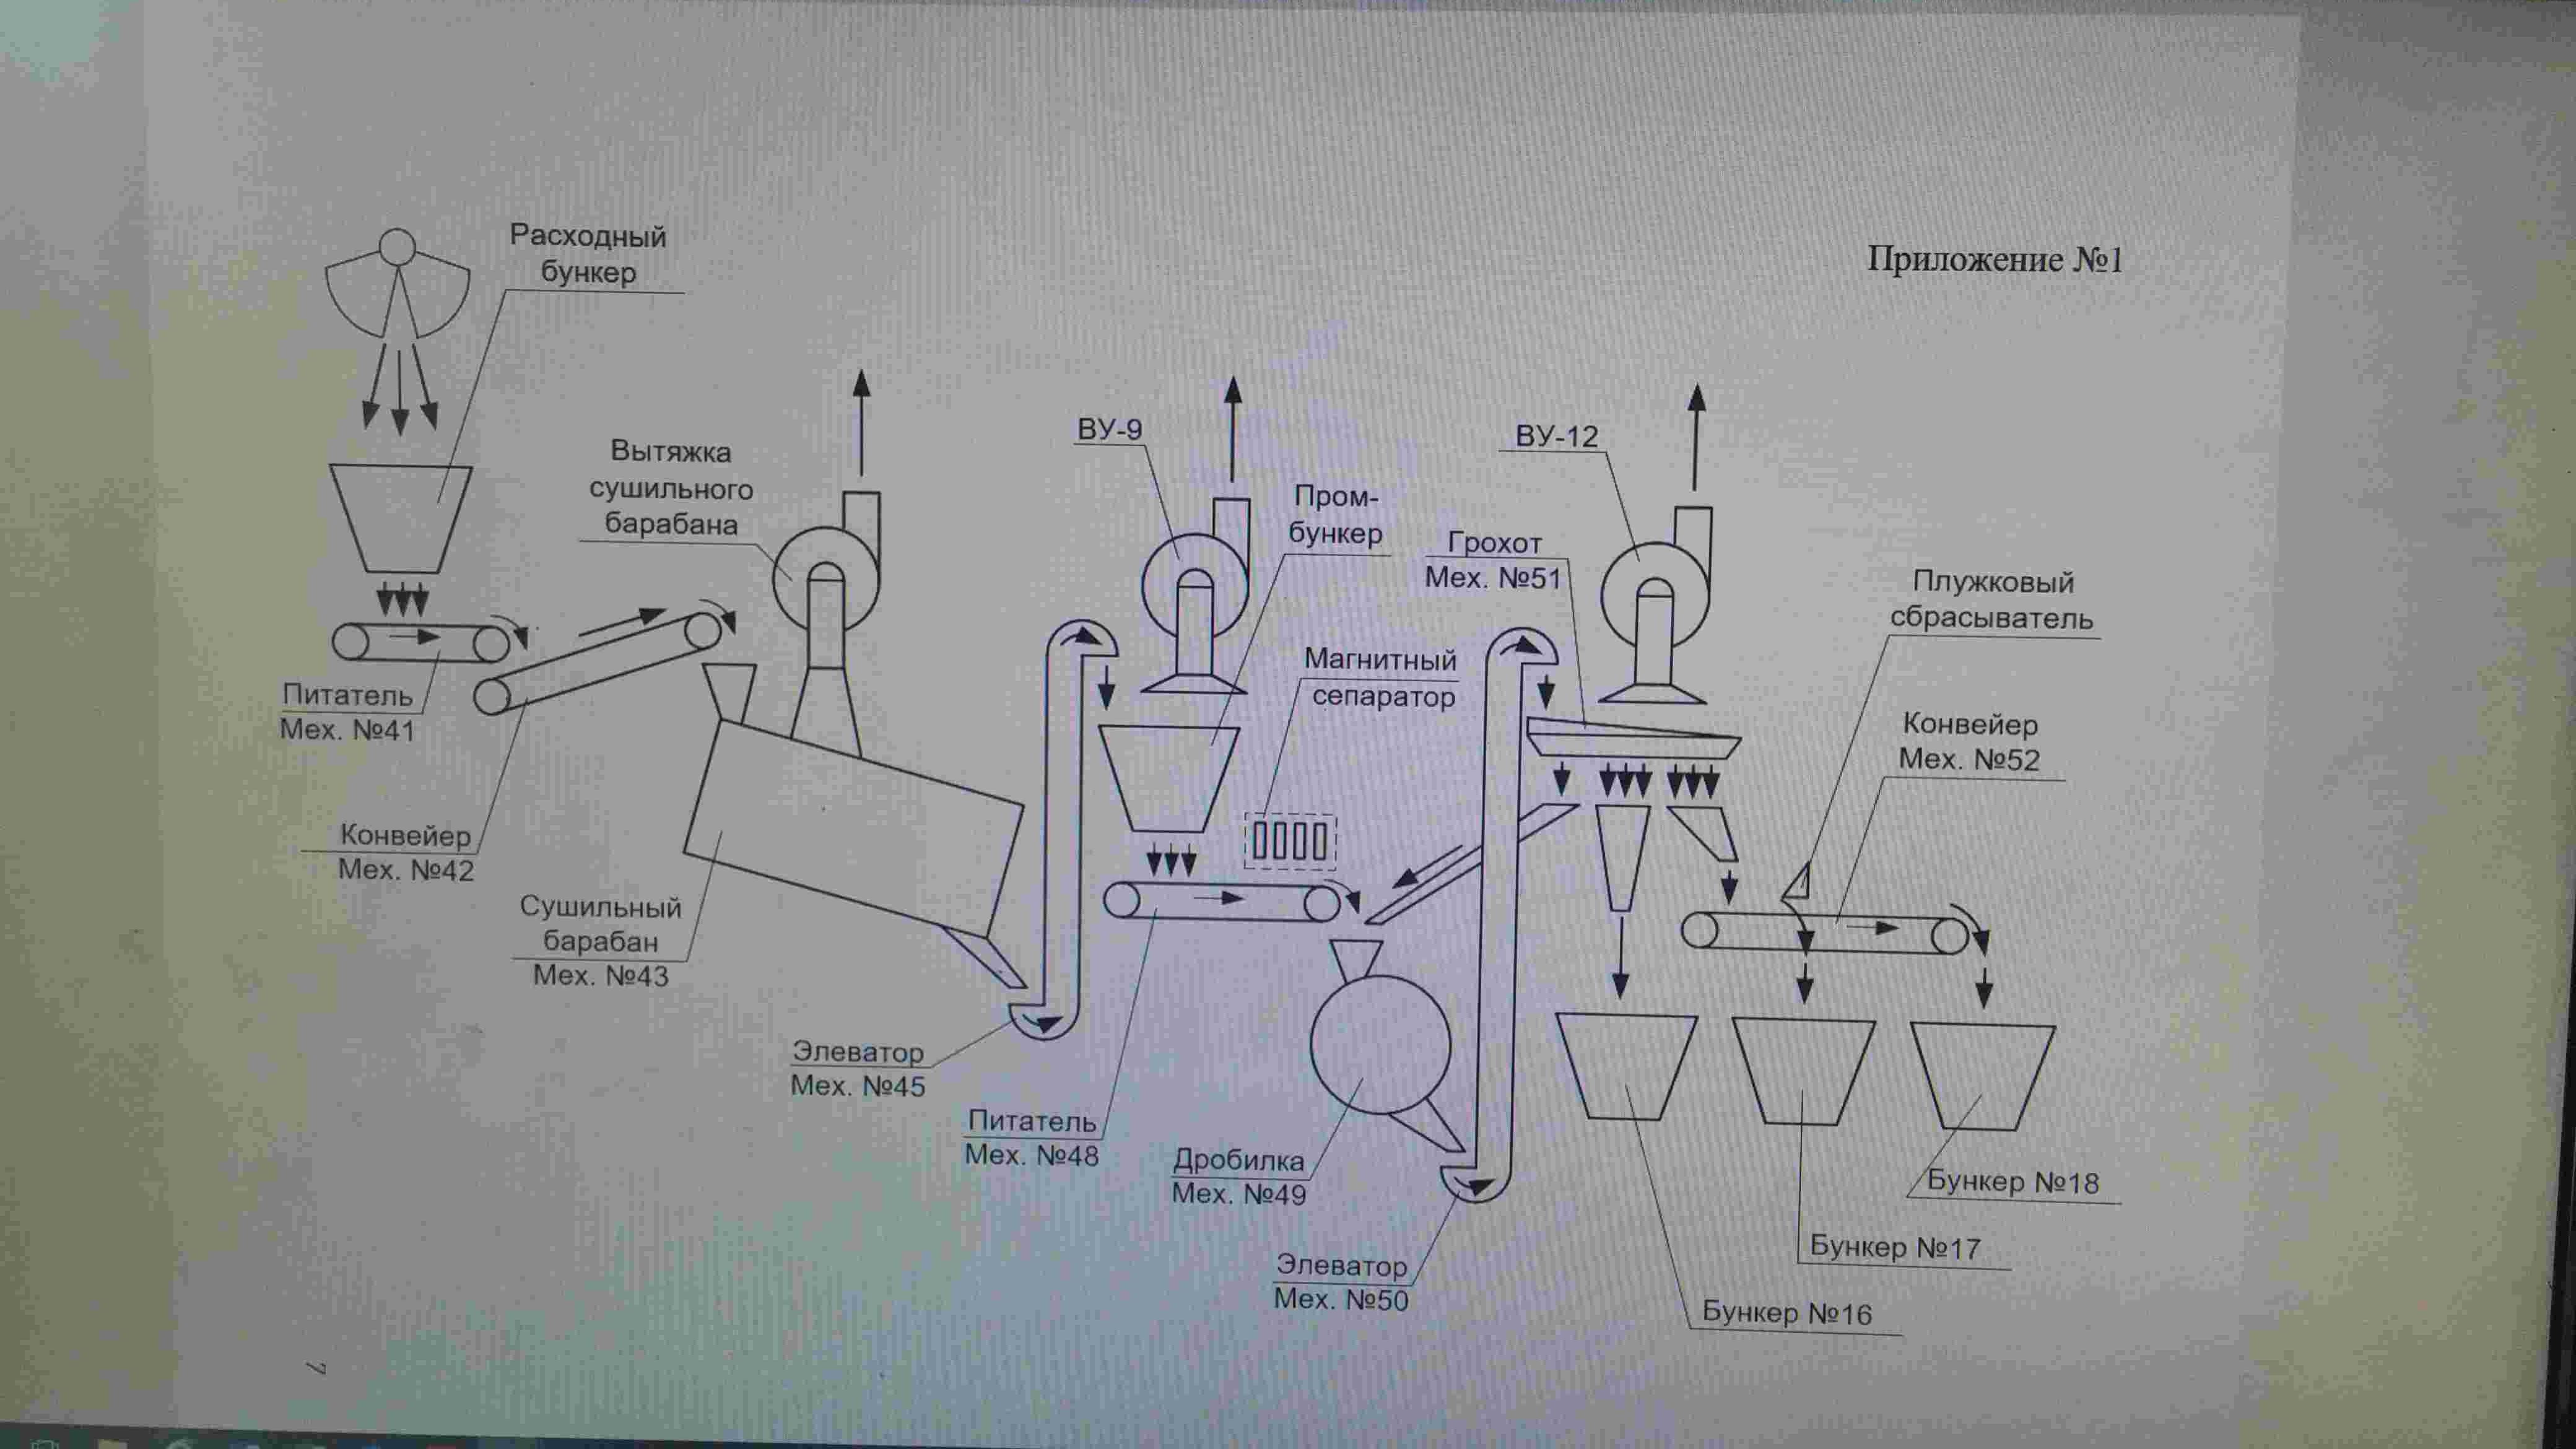 Приложение №1
Расходный
бункер
Вытяжка
сушильного
барабана
ВУ-9
Пром-
бункер
ВУ-12
Грохот
Мех. №51
Плужковый
сбрасыватель
Магнитный
сепаратор
Конвейер
Мех. №52
Питатель
Мех. №41
Конвейер
Мех. №42
Сушильный
барабан
Мех. №43
Элеватор
Мех. №45
Питатель
Мех. №48
Дробилка
Мех. №49
Элеватор
Мех. №50
Бункер №18
Бункер №17
Бункер №16
7